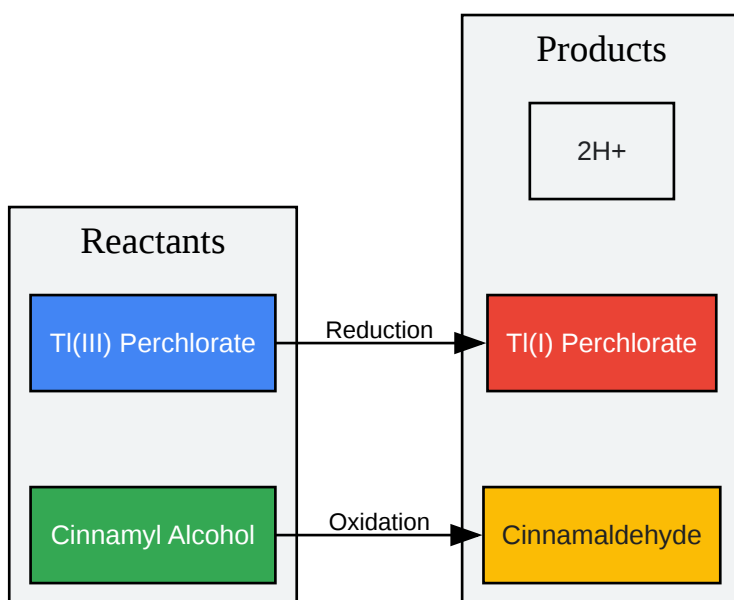 Products
2H+
Reactants
Tl(III) Perchlorate
Reduction
Tl(I) Perchlorate
Cinnamyl Alcohol
Oxidation
Cinnamaldehyde